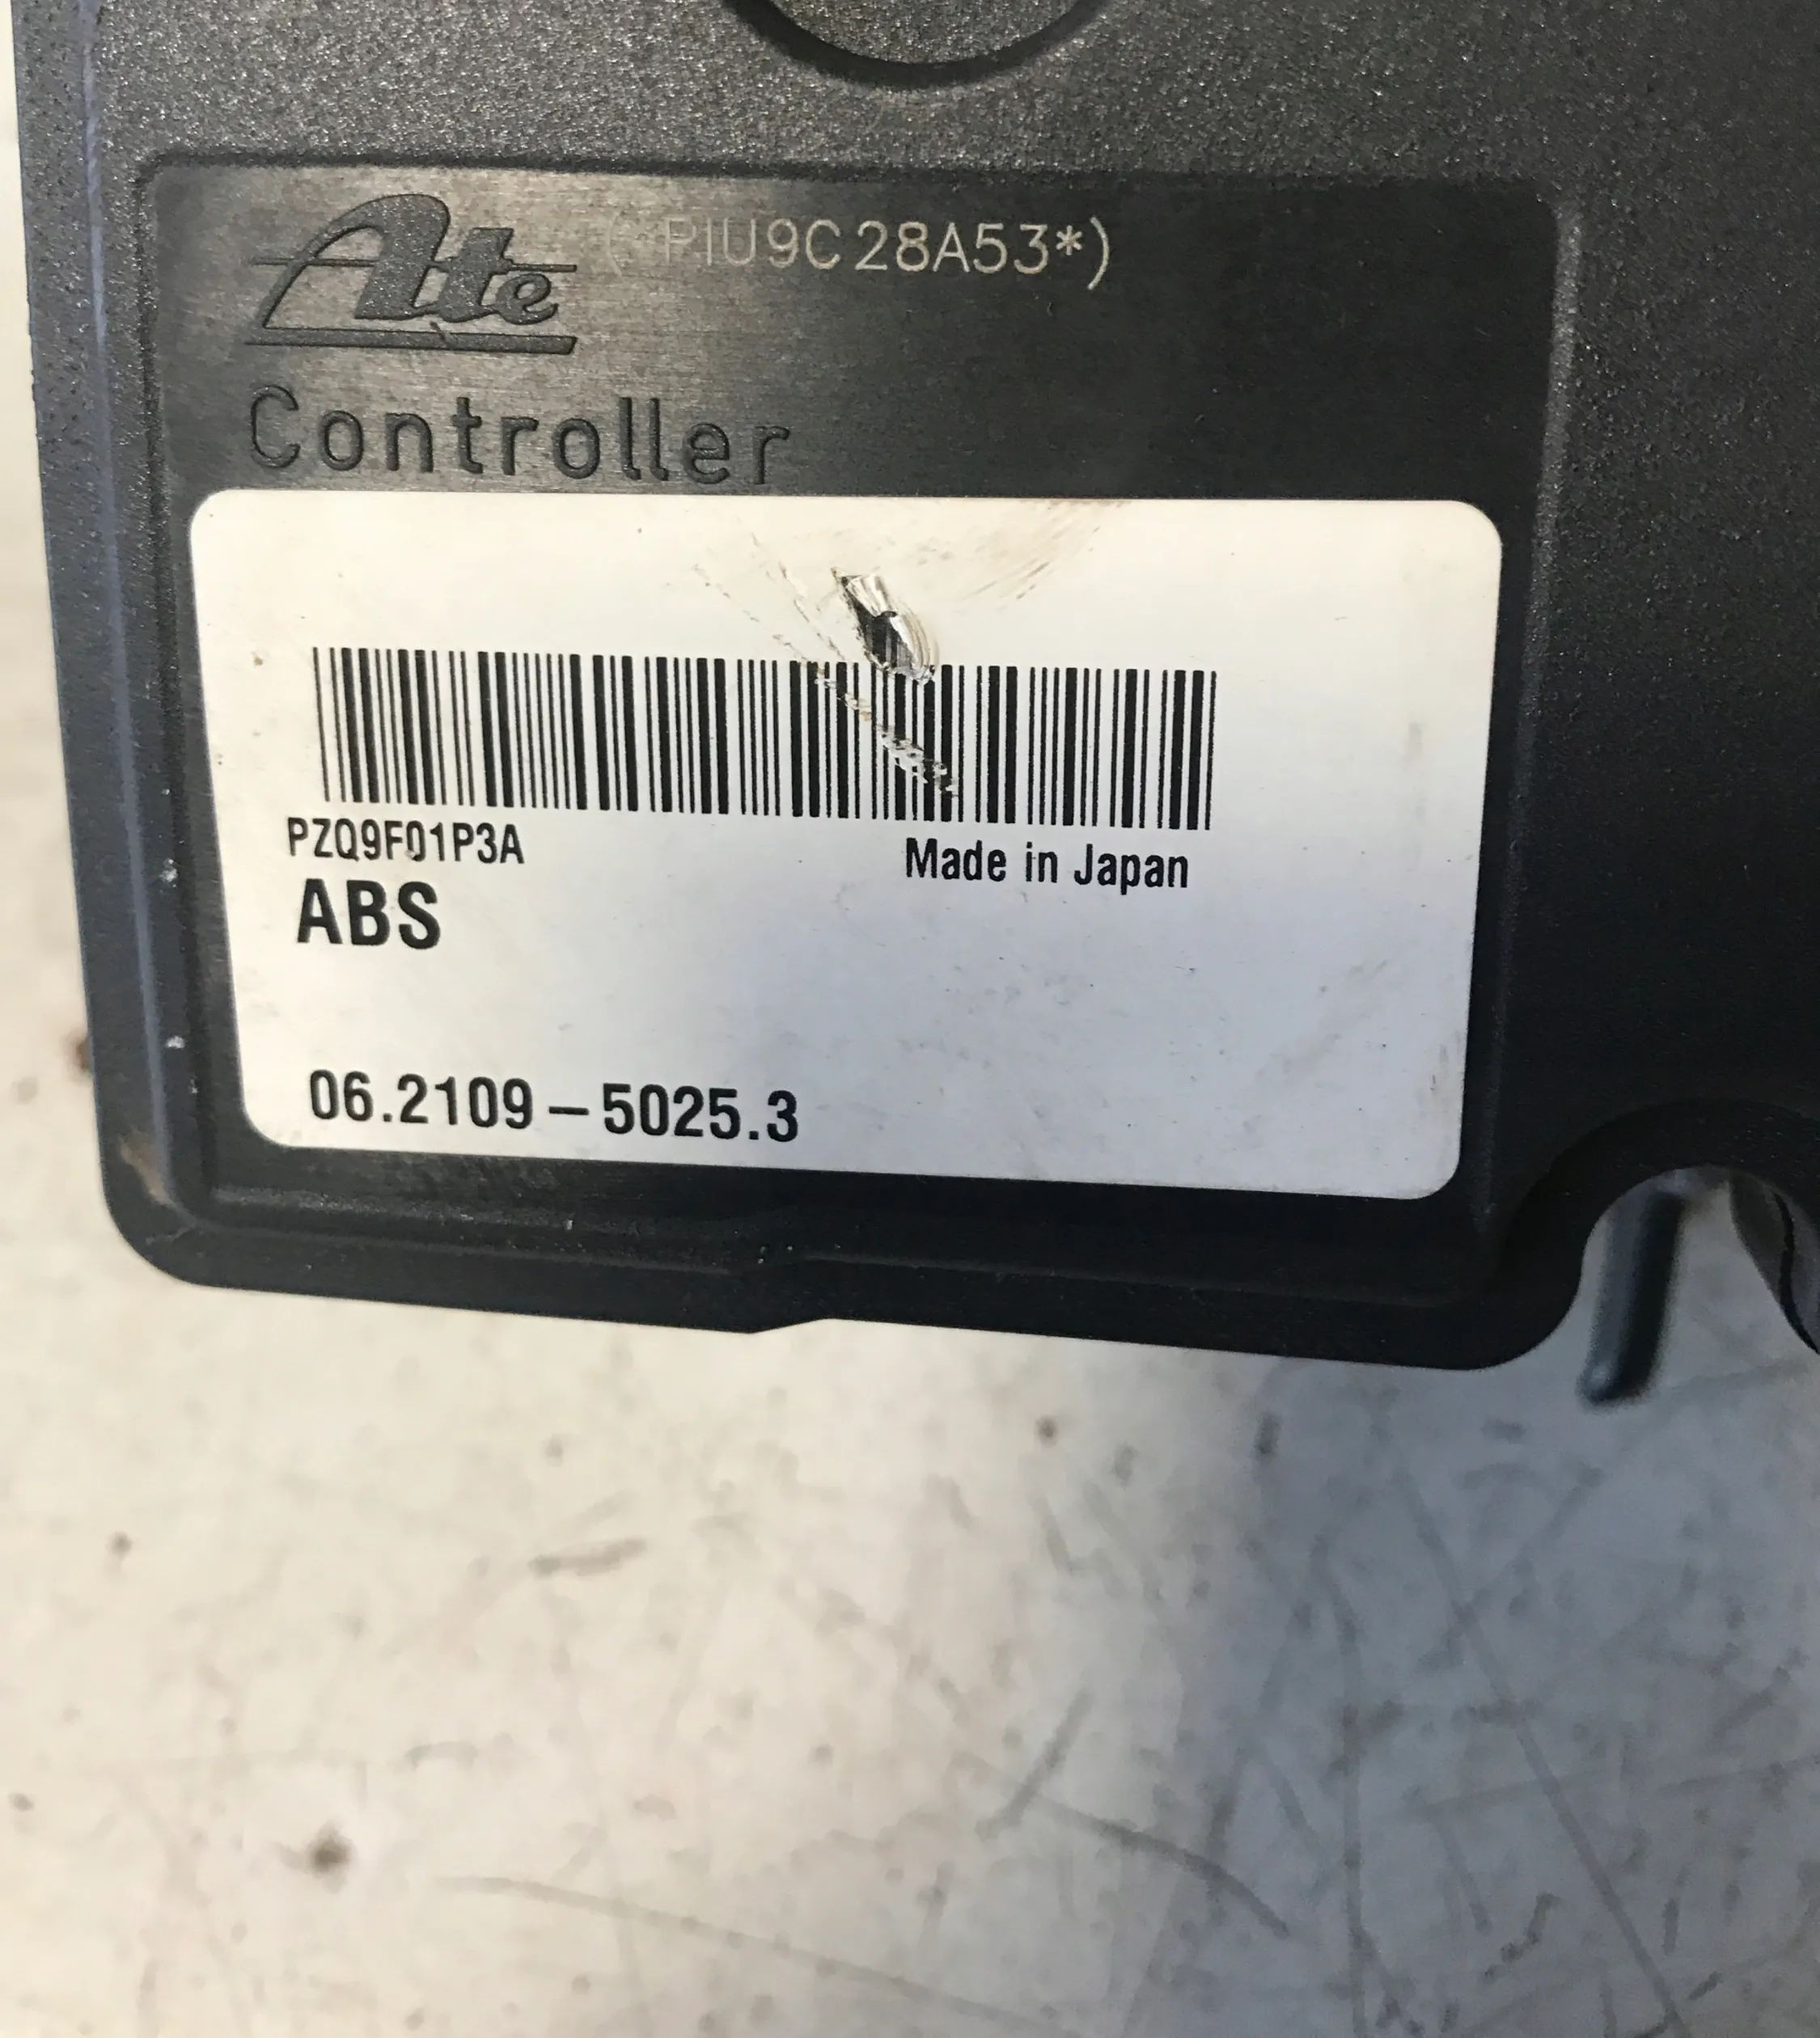 Ate
PIU9C28A53*)
Controller
PZQ9F01P3A
Made in Japan
ABS
06.2109-5025.3